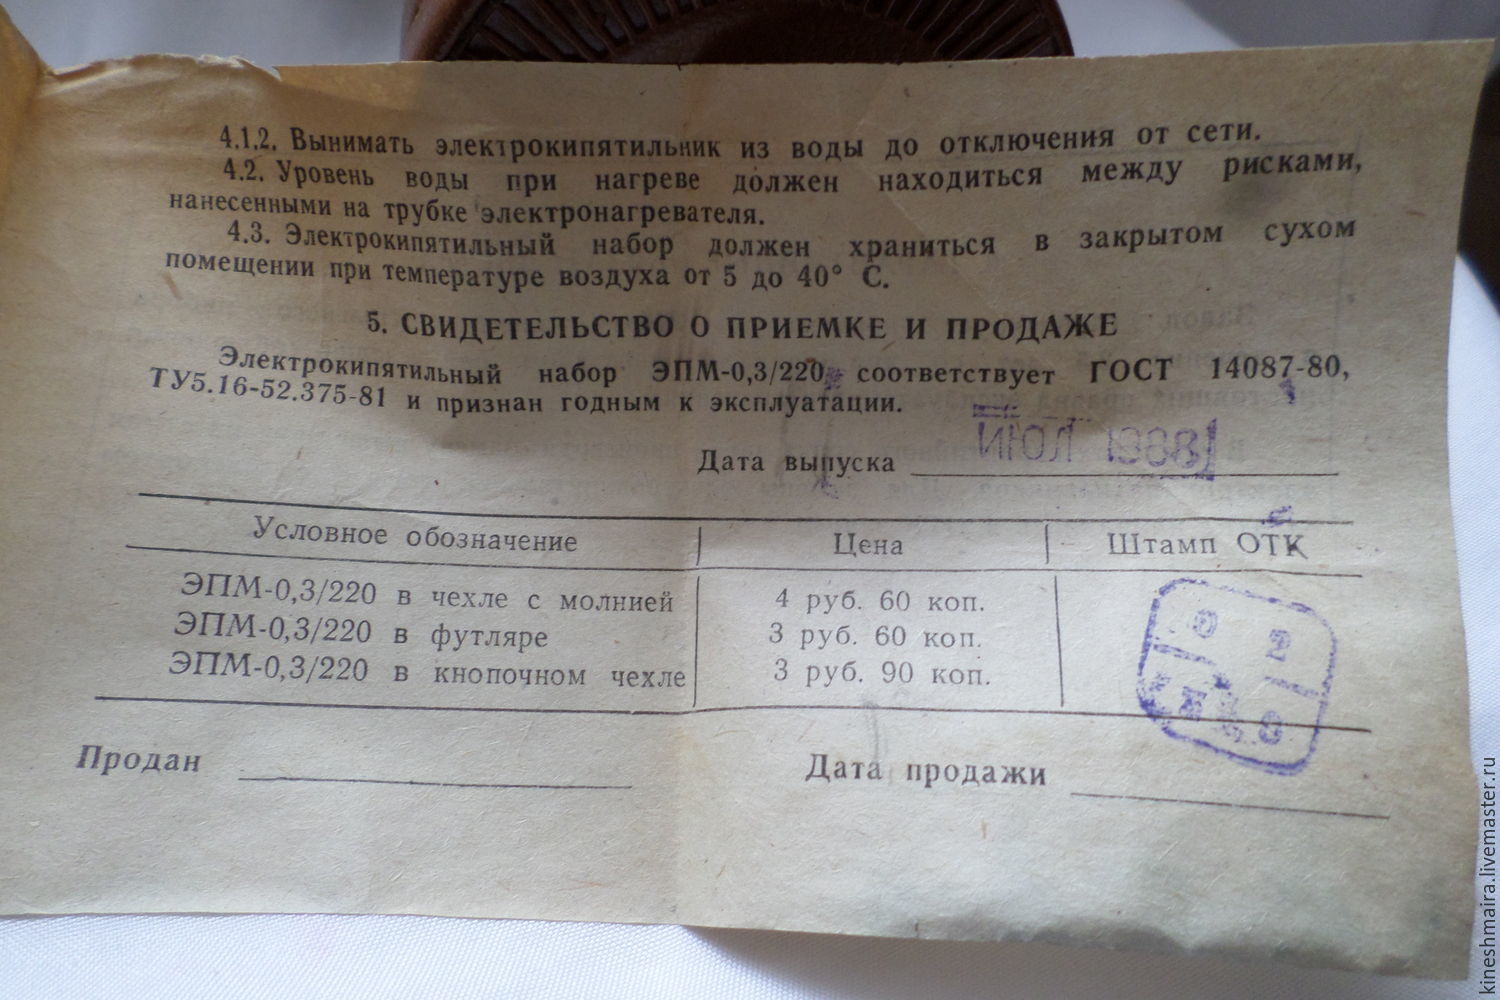 4.1.2. Вынимать электрокипятильник из воды до отключения от сети.
4.2. Уровень воды при нагреве должен находиться между рисками,
нанесенными на трубке электронагревателя.
4.3. Электрокипятильный набор должен храниться в закрытом сухом
помещении при температуре воздуха от 5 до 40° С.
5. СВИДЕТЕЛЬСТВО О ПРИЕМКЕ И ПРОДАЖЕ
Электрокипятильный набор ЭПМ-0,3/220 соответствует ГОСТ 14087-80,
ТУ5.16-52.375-81 и признан годным к эксплуатации.
Дата выпуска ИЮЛ 1988
Условное обозначение Цена Штамп ОТК
ЭПМ-0,3/220 в чехле с молнией 4 руб. 60 коп.
ЭПМ-0,3/220 в футляре 3 руб. 60 коп.
ЭПМ-0,3/220 в кнопочном чехле 3 руб. 90 коп.
Продан Дата продажи
kineshmaira.livemaster.ru